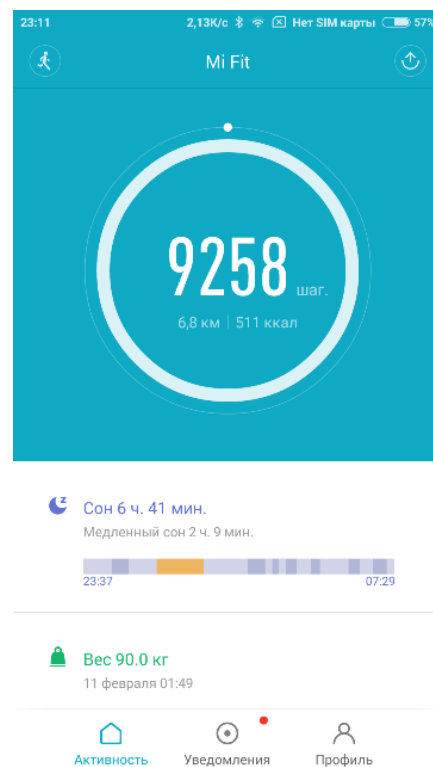 23:11 2,13K/с Нет SIM карты 57%
Mi Fit
9258 шаг.
6,8 км | 511 ккал
Сон 6 ч. 41 мин.
Медленный сон 2 ч. 9 мин.
23:37 07:29
Вес 90.0 кг
11 февраля 01:49
Активность Уведомления Профиль